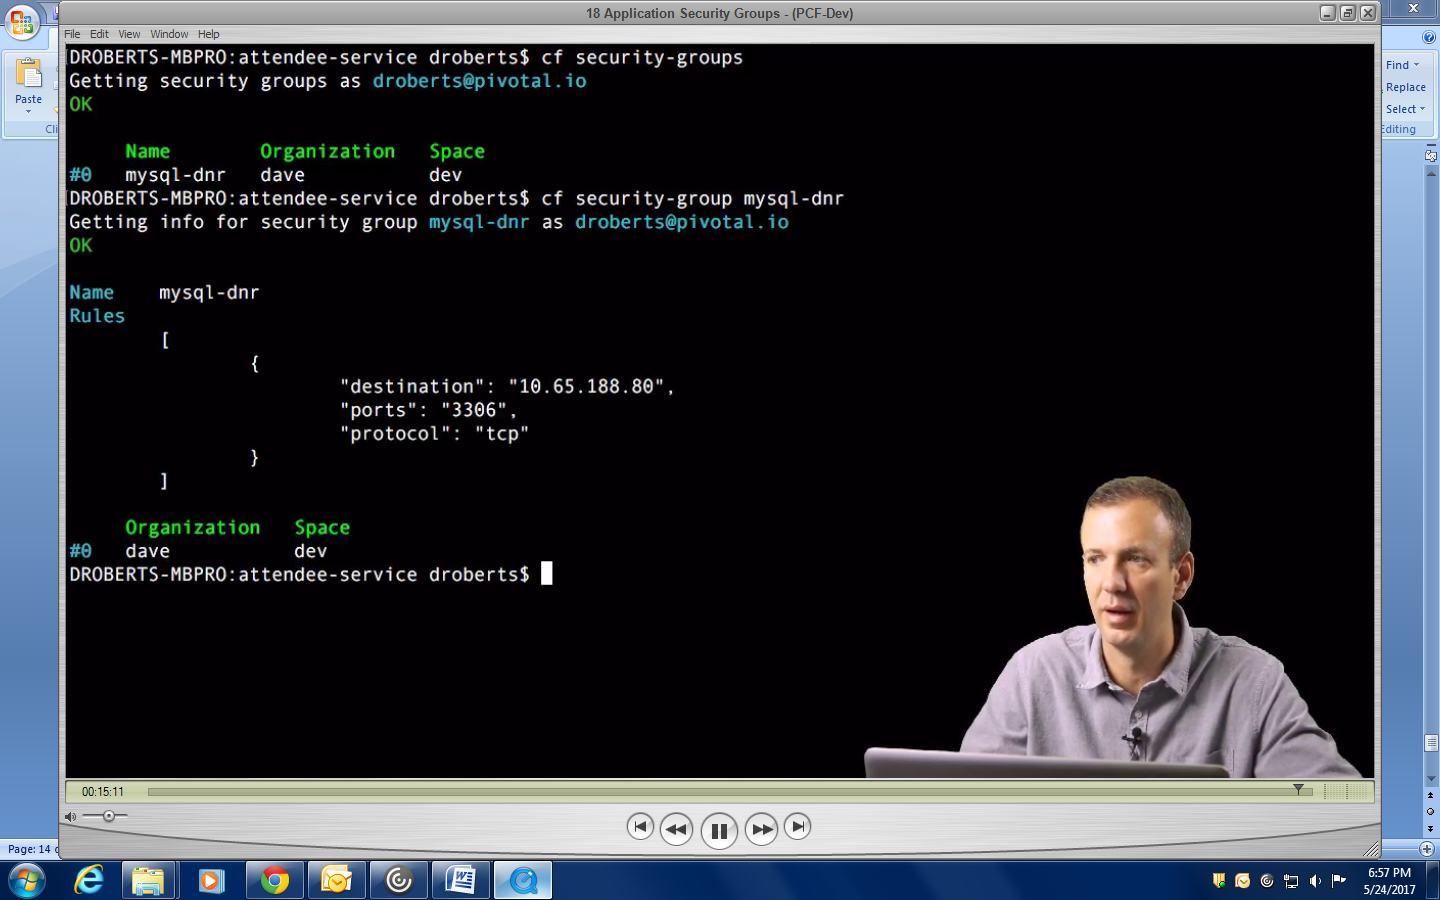 18 Application Security Groups - (PCF-Dev)
File Edit View Window Help
DROBERTS-MBPRO:attendee-service droberts$ cf security-groups
Getting security groups as droberts@pivotal.io
OK
Name Organization Space
#0 mysql-dnr dave dev
DROBERTS-MBPRO:attendee-service droberts$ cf security-group mysql-dnr
Getting info for security group mysql-dnr as droberts@pivotal.io
OK
Name mysql-dnr
Rules
[
{
"destination": "10.65.188.80",
"ports": "3306",
"protocol": "tcp"
}
]
Organization Space
#0 dave dev
DROBERTS-MBPRO:attendee-service droberts$
Paste
Find
Replace
Select
Editing
00:15:11
Page: 14
6:57 PM
5/24/2017